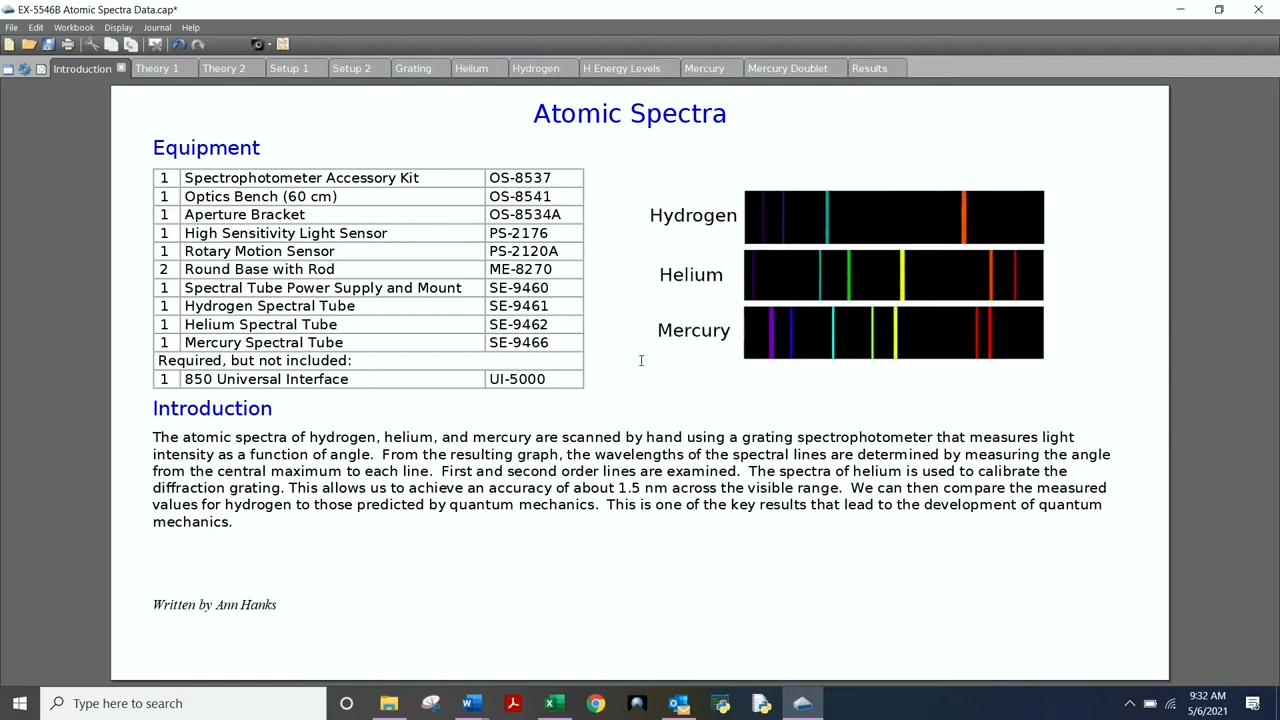 EX-5546B Atomic Spectra Data.cap*
File Edit Workbook Display Journal Help
Introduction Theory 1 Theory 2 Setup 1 Setup 2 Grating Helium Hydrogen H Energy Levels Mercury Mercury Doublet Results
Atomic Spectra
Equipment
1 Spectrophotometer Accessory Kit OS-8537
1 Optics Bench (60 cm) OS-8541
1 Aperture Bracket OS-8534A
1 High Sensitivity Light Sensor PS-2176
1 Rotary Motion Sensor PS-2120A
2 Round Base with Rod ME-8270
1 Spectral Tube Power Supply and Mount SE-9460
1 Hydrogen Spectral Tube SE-9461
1 Helium Spectral Tube SE-9462
1 Mercury Spectral Tube SE-9466
Required, but not included:
1 850 Universal Interface UI-5000
Hydrogen
Helium
Mercury
Introduction
The atomic spectra of hydrogen, helium, and mercury are scanned by hand using a grating spectrophotometer that measures light
intensity as a function of angle. From the resulting graph, the wavelengths of the spectral lines are determined by measuring the angle
from the central maximum to each line. First and second order lines are examined. The spectra of helium is used to calibrate the
diffraction grating. This allows us to achieve an accuracy of about 1.5 nm across the visible range. We can then compare the measured
values for hydrogen to those predicted by quantum mechanics. This is one of the key results that lead to the development of quantum
mechanics.
Written by Ann Hanks
Type here to search
9:32 AM
5/6/2021